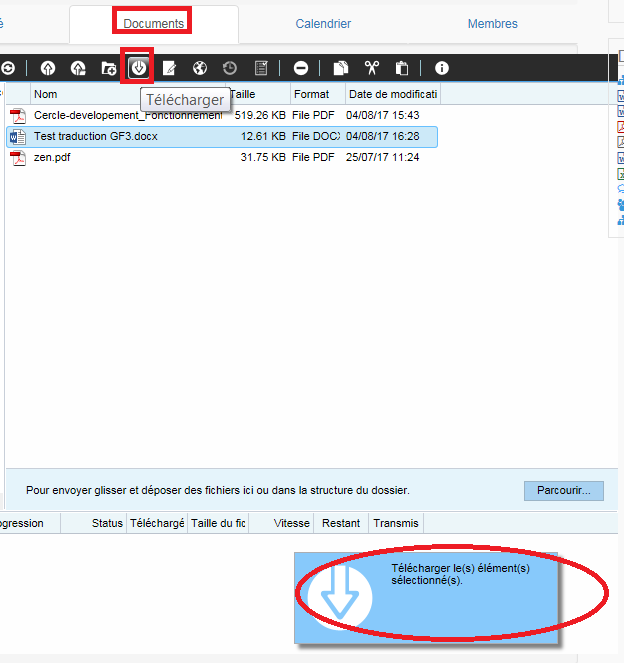 é Documents Calendrier Membres
Télécharger
Nom Taille Format Date de modificati
Cercle-developement_Fonctionnement 519.26 KB File PDF 04/08/17 15:43
Test traduction GF3.docx 12.61 KB File DOCX 04/08/17 16:28
zen.pdf 31.75 KB File PDF 25/07/17 11:24
Pour envoyer glisser et déposer des fichiers ici ou dans la structure du dossier. Parcourir...
ogression Status Téléchargé Taille du fic Vitesse Restant Transmis
Télécharger le(s) élément(s)
sélectionné(s).